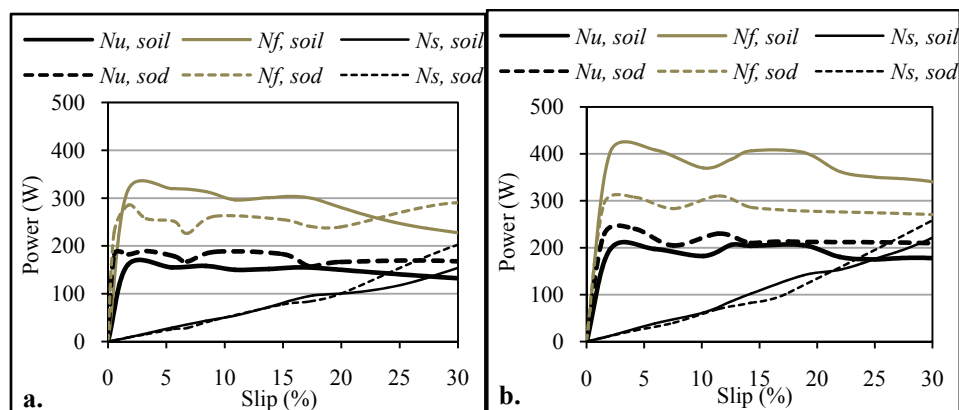 Nu, soil Nf, soil Ns, soil
Nu, sod Nf, sod Ns, sod
500
400
300
200
100
0
Power (W)
0 5 10 15 20 25 30
Slip (%)
a.
Nu, soil Nf, soil Ns, soil
Nu, sod Nf, sod Ns, sod
500
400
300
200
100
0
Power (W)
0 5 10 15 20 25 30
Slip (%)
b.